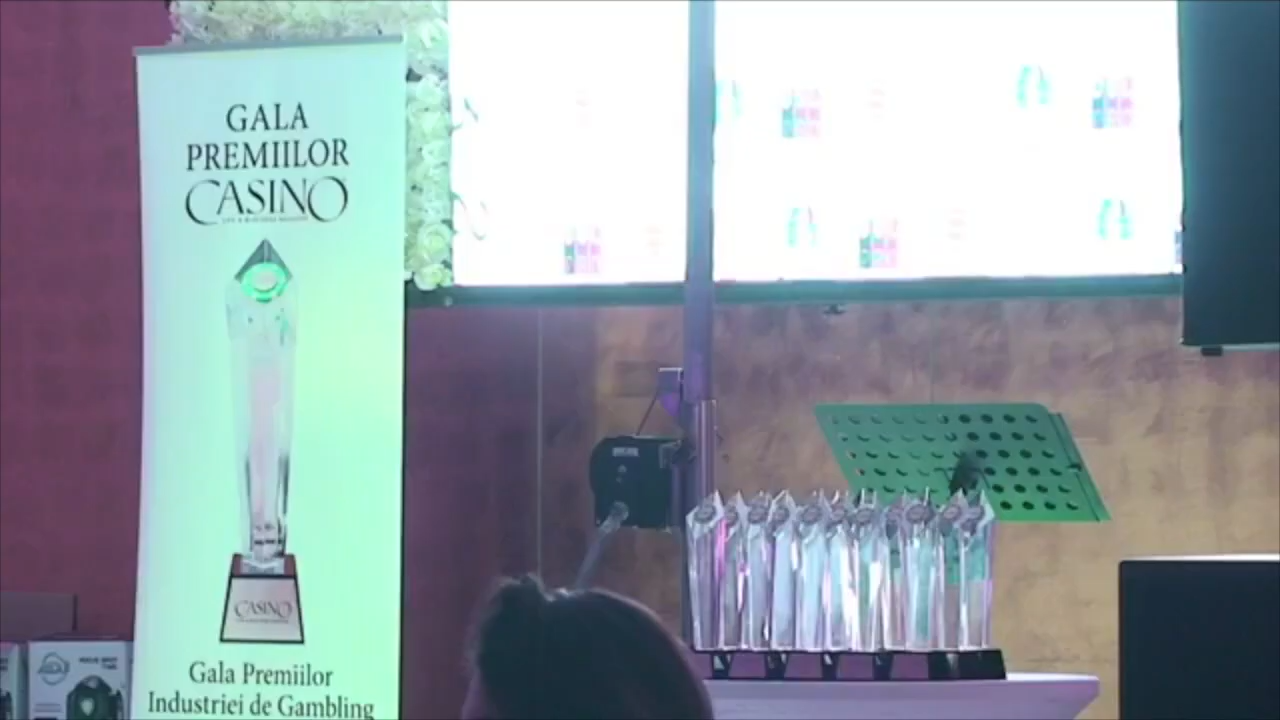 GALA
PREMIILOR
CASINO
CASINO
Gala Premiilor
Industriei de Gambling